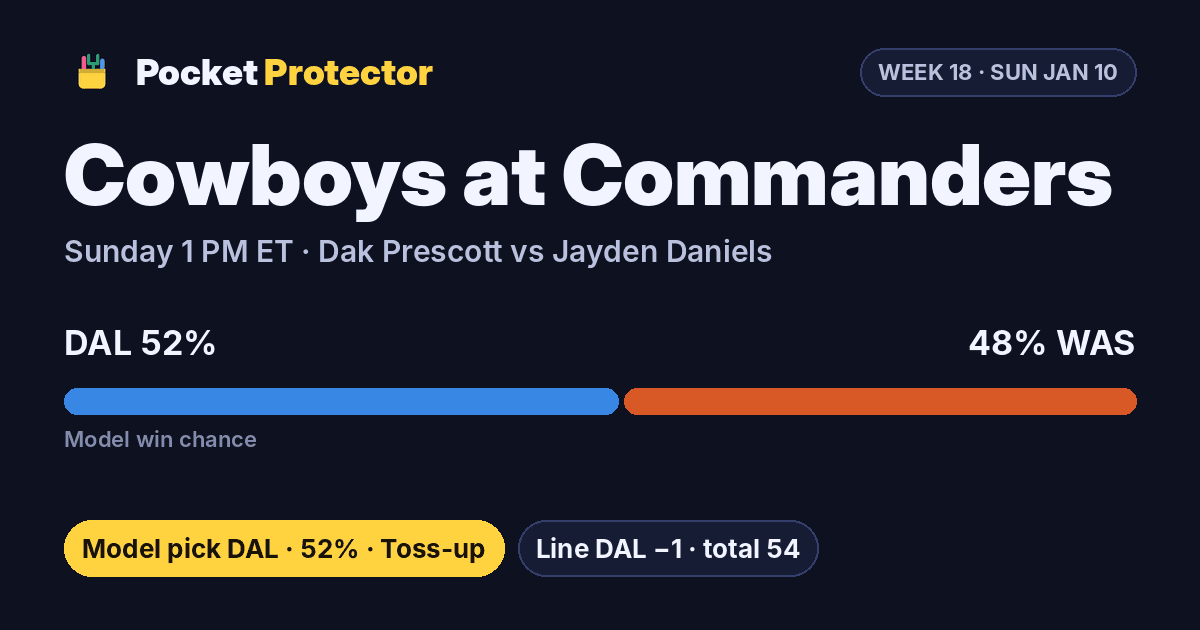 Pocket Protector
WEEK 18 · SUN JAN 10
Cowboys at Commanders
Sunday 1 PM ET · Dak Prescott vs Jayden Daniels
DAL 52%
48% WAS
Model win chance
Model pick DAL · 52% · Toss-up
Line DAL −1 · total 54